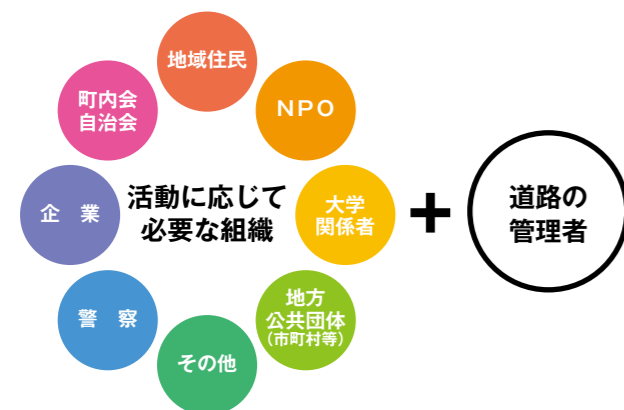 地域住民
NPO
大学
関係者
地方
公共団体
(市町村等)
その他
警 察
企 業
町内会
自治会
活動に応じて
必要な組織
+
道路の
管理者